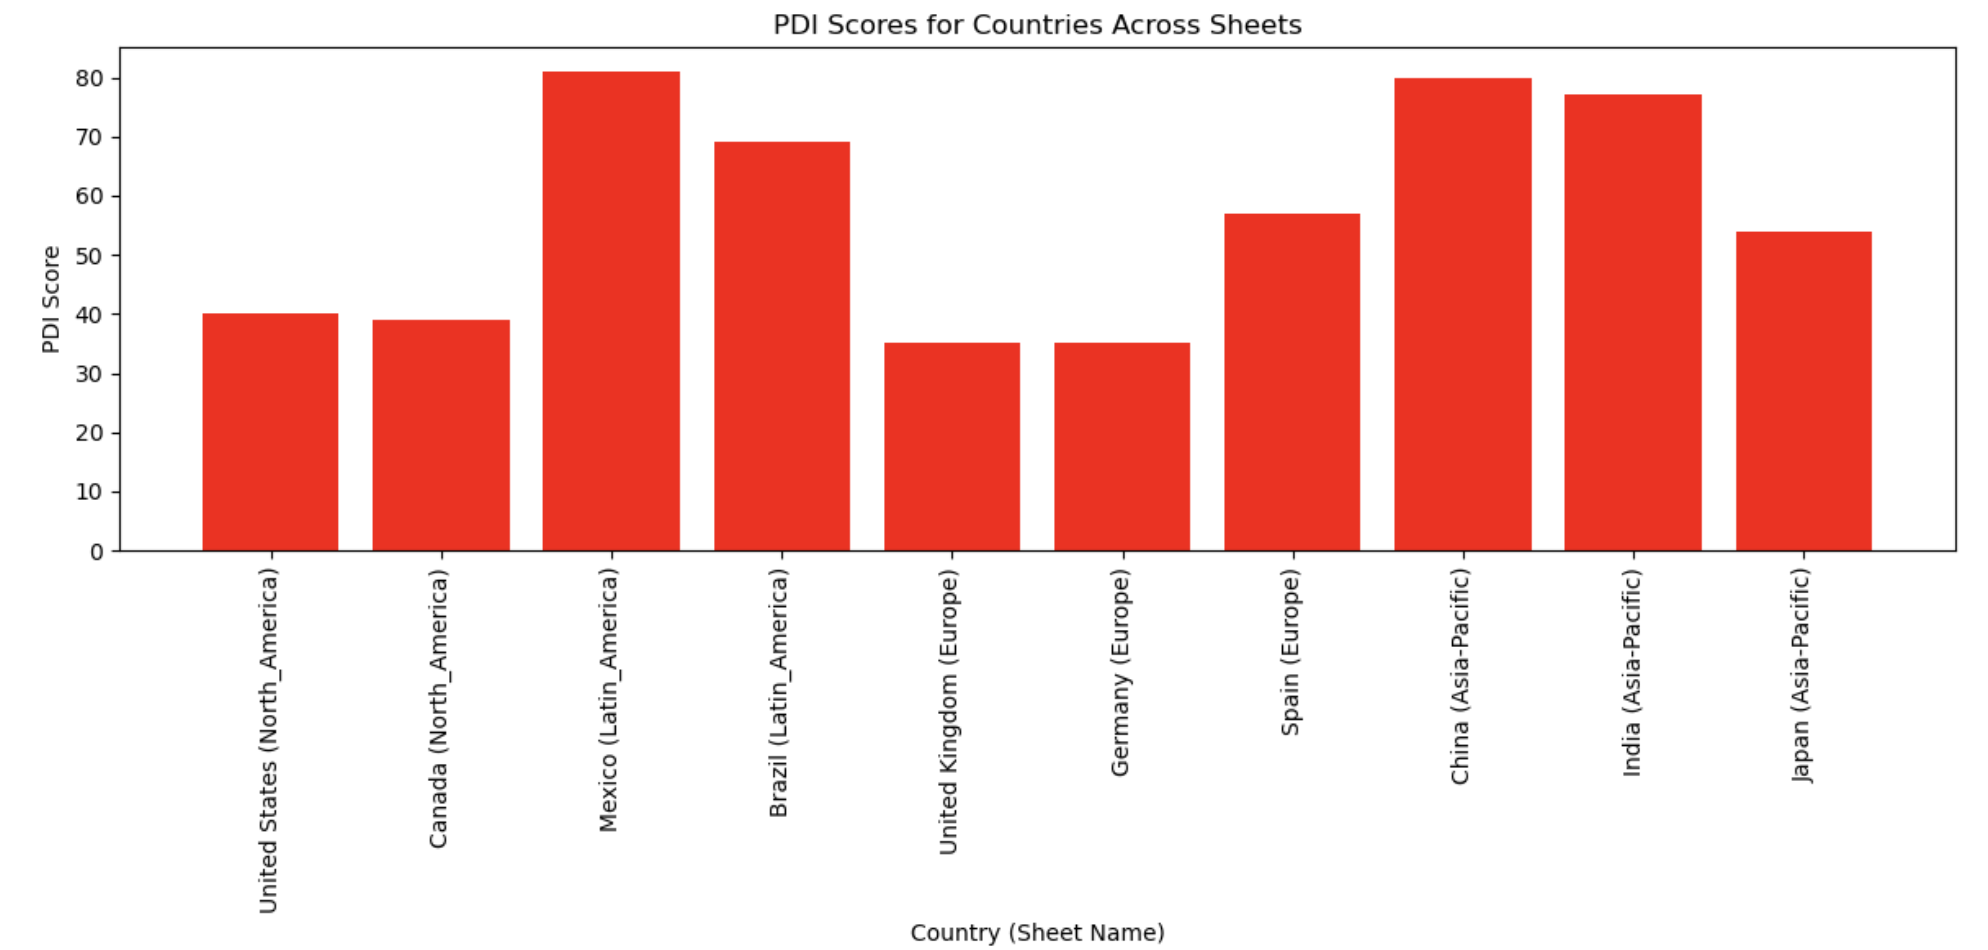 PDI Scores for Countries Across Sheets
PDI Score
80
70
60
50
40
30
20
10
0
United States (North_America)
Canada (North_America)
Mexico (Latin_America)
Brazil (Latin_America)
United Kingdom (Europe)
Germany (Europe)
Spain (Europe)
China (Asia-Pacific)
India (Asia-Pacific)
Japan (Asia-Pacific)
Country (Sheet Name)